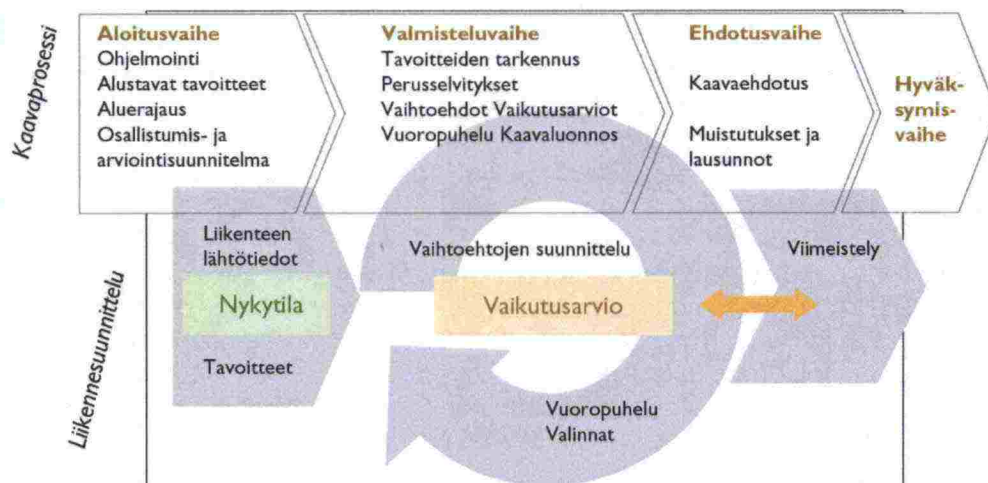 Kaavaprosessi
Aloitusvaihe
Ohjelmointi
Alustavat tavoitteet
Aluerajaus
Osallistumis- ja
arviointisuunnitelma
Valmisteluvaihe
Tavoitteiden tarkennus
Perusselvitykset
Vaihtoehdot Vaikutusarviot
Vuoropuhelu Kaavaluonnos
Ehdotusvaihe
Kaavaehdotus
Muistutukset ja
lausunnot
Hyväk-
symis-
vaihe
Liikennesuunnittelu
Liikenteen
lähtötiedot
Nykytila
Tavoitteet
Vaihtoehtojen suunnittelu
Vaikutusarvio
Vuoropuhelu
Valinnat
Viimeistely